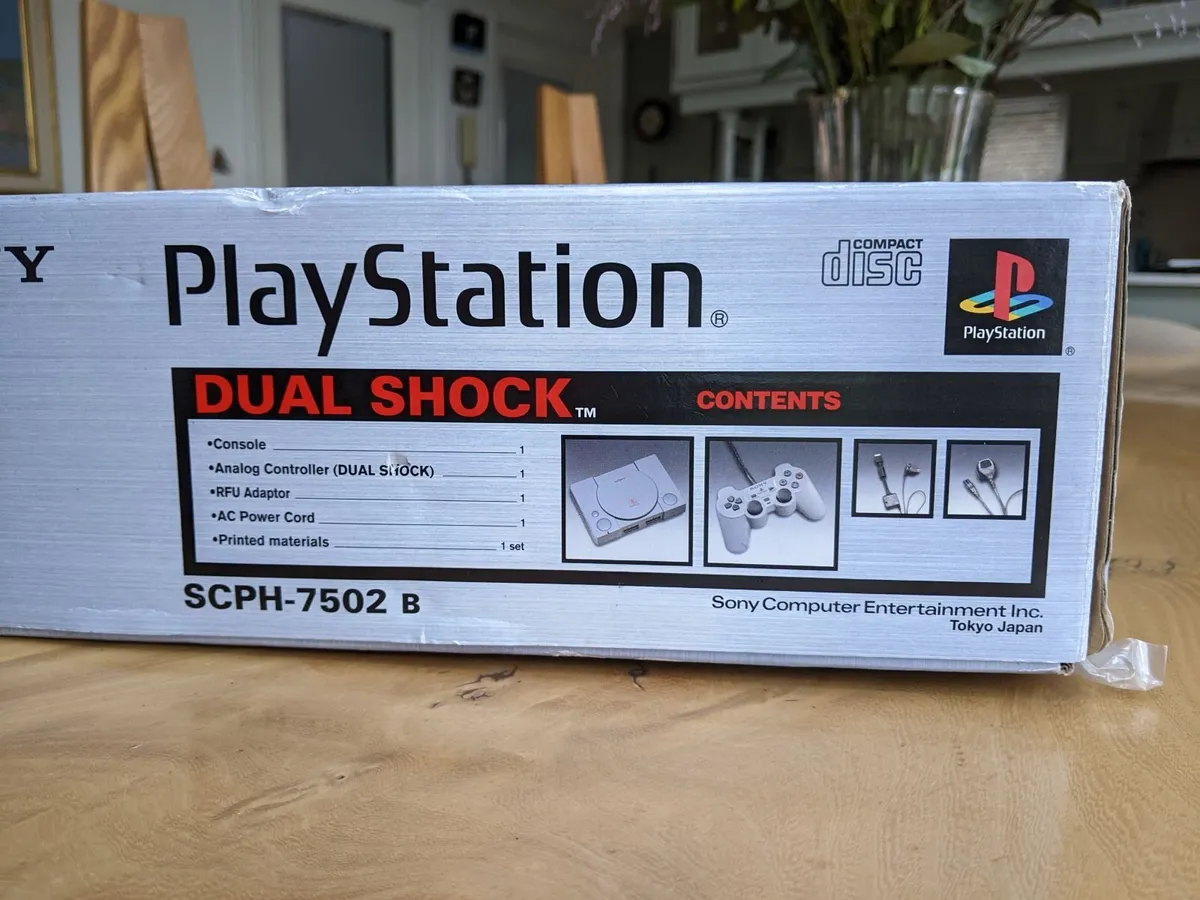 Y
PlayStation®
COMPACT
disc
PlayStation
®
DUAL SHOCK™
CONTENTS
•Console 1
•Analog Controller (DUAL SHOCK) 1
•RFU Adaptor 1
•AC Power Cord 1
•Printed materials 1 set
SCPH-7502 B
Sony Computer Entertainment Inc.
Tokyo Japan